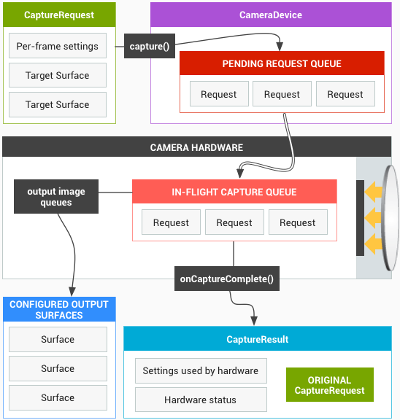 CaptureRequest
Per-frame settings
Target Surface
Target Surface
capture()
CameraDevice
PENDING REQUEST QUEUE
Request
Request
Request
CAMERA HARDWARE
output image
queues
IN-FLIGHT CAPTURE QUEUE
Request
Request
Request
onCaptureComplete()
CONFIGURED OUTPUT
SURFACES
Surface
Surface
Surface
CaptureResult
Settings used by hardware
Hardware status
ORIGINAL
CaptureRequest